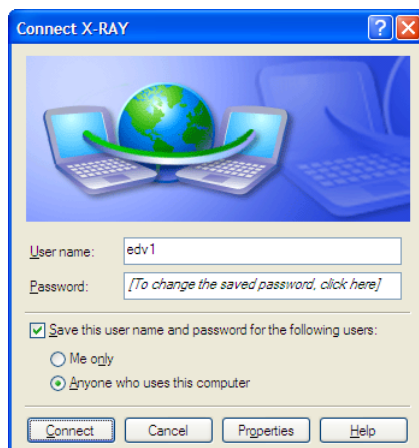 Connect X-RAY
User name: edv1
Password: [To change the saved password, click here]
Save this user name and password for the following users:
Me only
Anyone who uses this computer
Connect Cancel Properties Help